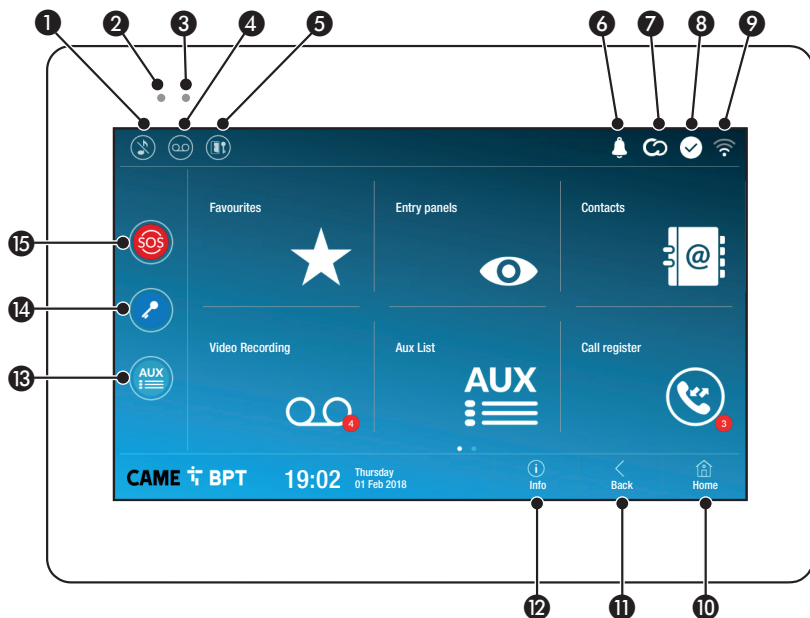 1 2 3 4 5 6 7 8 9
Favourites
Entry panels
Contacts
@
15
SOS
14
13
AUX
Video Recording
Aux List
Call register
AUX
4
3
CAME BPT
19:02
Thursday
01 Feb 2018
i
Info
Back
Home
12 11 10